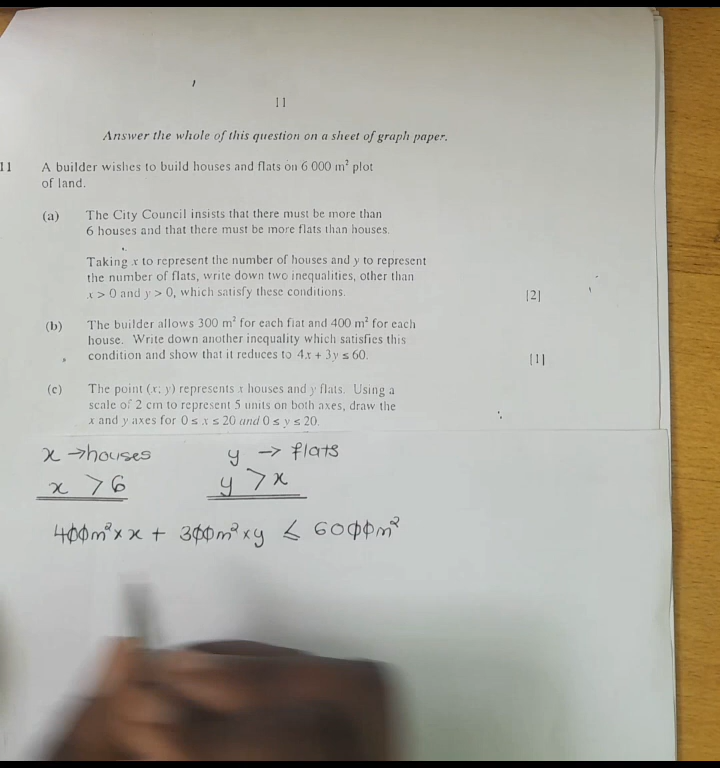 11
Answer the whole of this question on a sheet of graph paper.
11 A builder wishes to build houses and flats on 6 000 m² plot
of land.
(a) The City Council insists that there must be more than
6 houses and that there must be more flats than houses.
Taking x to represent the number of houses and y to represent
the number of flats, write down two inequalities, other than
x > 0 and y > 0, which satisfy these conditions. [2]
(b) The builder allows 300 m² for each flat and 400 m² for each
house. Write down another inequality which satisfies this
condition and show that it reduces to 4x + 3y ≤ 60. [1]
(c) The point (x; y) represents x houses and y flats. Using a
scale of 2 cm to represent 5 units on both axes, draw the
x and y axes for 0 ≤ x ≤ 20 and 0 ≤ y ≤ 20.
x → houses y → flats
x > 6 y > x
400m² × x + 300m² × y ≤ 6000m²